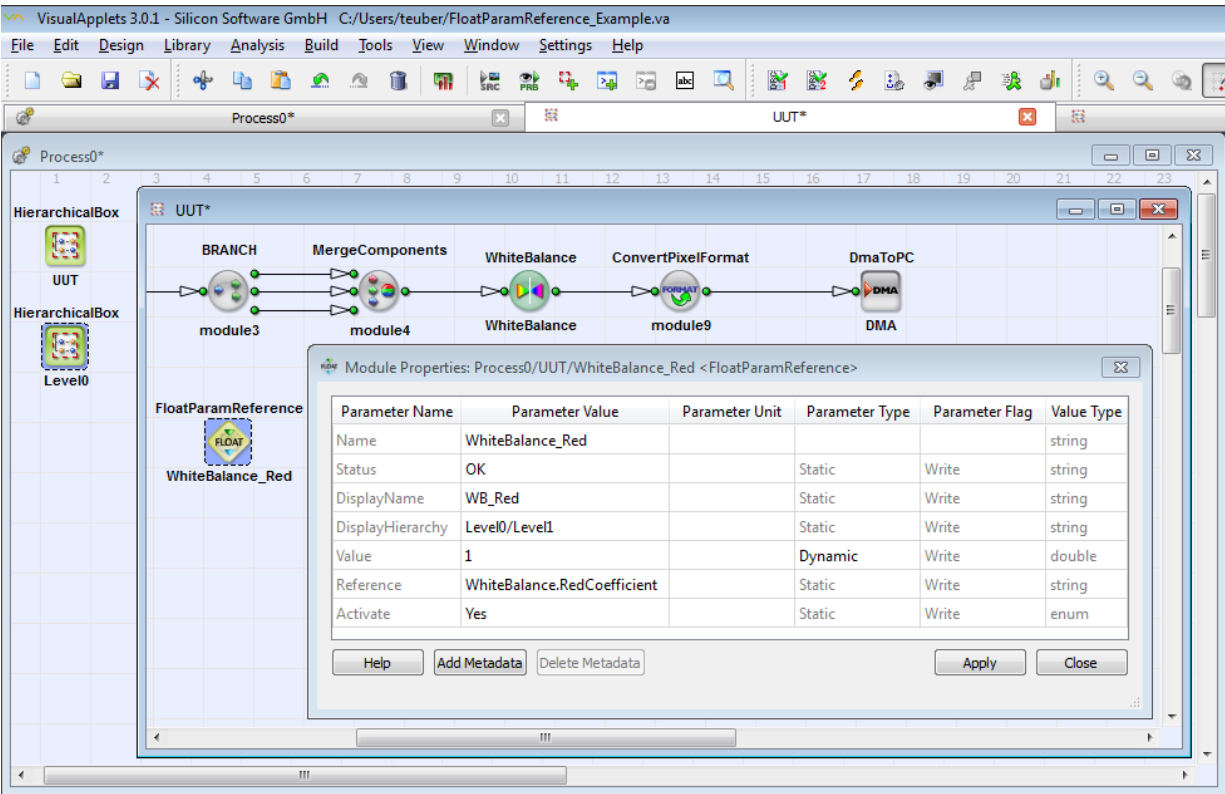 VisualApplets 3.0.1 - Silicon Software GmbH C:/Users/teuber/FloatParamReference_Example.va
File Edit Design Library Analysis Build Tools View Window Settings Help
SRC PRB abc
Process0* UUT*
Process0*
1 2 3 4 5 6 7 8 9 10 11 12 13 14 15 16 17 18 19 20 21 22 23
HierarchicalBox
UUT
HierarchicalBox
Level0
UUT*
BRANCH MergeComponents WhiteBalance ConvertPixelFormat DmaToPC
FORMAT DMA
module3 module4 WhiteBalance module9 DMA
FloatParamReference
FLOAT
WhiteBalance_Red
Module Properties: Process0/UUT/WhiteBalance_Red <FloatParamReference>
Parameter Name Parameter Value Parameter Unit Parameter Type Parameter Flag Value Type
Name WhiteBalance_Red string
Status OK Static Write string
DisplayName WB_Red Static Write string
DisplayHierarchy Level0/Level1 Static Write string
Value 1 Dynamic Write double
Reference WhiteBalance.RedCoefficient Static Write string
Activate Yes Static Write enum
Help Add Metadata Delete Metadata Apply Close